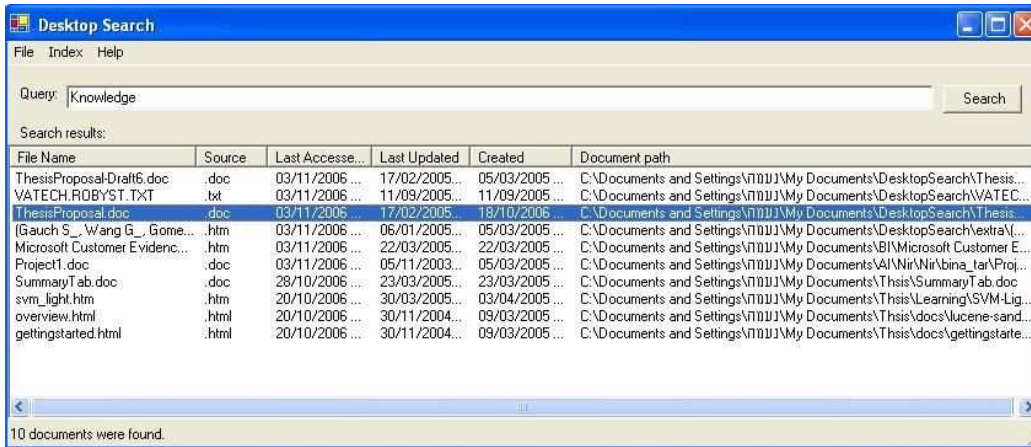 Desktop Search
File Index Help
Query: Knowledge Search
Search results:
File Name Source Last Accesse... Last Updated Created Document path
ThesisProposal-Draft6.doc .doc 03/11/2006 ... 17/02/2005... 05/03/2005 ... C:\Documents and Settings\נעמה\My Documents\DesktopSearch\Thesis...
VATECH.ROBYST.TXT .txt 03/11/2006 ... 11/09/2005... 11/09/2005... C:\Documents and Settings\נעמה\My Documents\DesktopSearch\VATEC...
ThesisProposal.doc .doc 03/11/2006 ... 17/02/2005... 18/10/2006 ... C:\Documents and Settings\נעמה\My Documents\DesktopSearch\Thesis...
(Gauch S_, Wang G_, Gome... .htm 03/11/2006 ... 06/01/2005... 05/03/2005 ... C:\Documents and Settings\נעמה\My Documents\DesktopSearch\extra\(...
Microsoft Customer Evidenc... .htm 03/11/2006 ... 22/03/2005... 22/03/2005 ... C:\Documents and Settings\נעמה\My Documents\BI\Microsoft Customer E...
Project1.doc .doc 03/11/2006 ... 05/11/2003... 05/03/2005 ... C:\Documents and Settings\נעמה\My Documents\AI\Nir\Nir\bina_tar\Proj...
SummaryTab.doc .doc 28/10/2006 ... 23/03/2005... 23/03/2005 ... C:\Documents and Settings\נעמה\My Documents\Thsis\SummaryTab.doc
svm_light.htm .htm 20/10/2006 ... 30/03/2005... 03/04/2005 ... C:\Documents and Settings\נעמה\My Documents\Thsis\Learning\SVM-Lig...
overview.html .html 20/10/2006 ... 30/11/2004... 09/03/2005 ... C:\Documents and Settings\נעמה\My Documents\Thsis\docs\lucene-sand...
gettingstarted.html .html 20/10/2006 ... 30/11/2004... 09/03/2005 ... C:\Documents and Settings\נעמה\My Documents\Thsis\docs\gettingstarte...
10 documents were found.